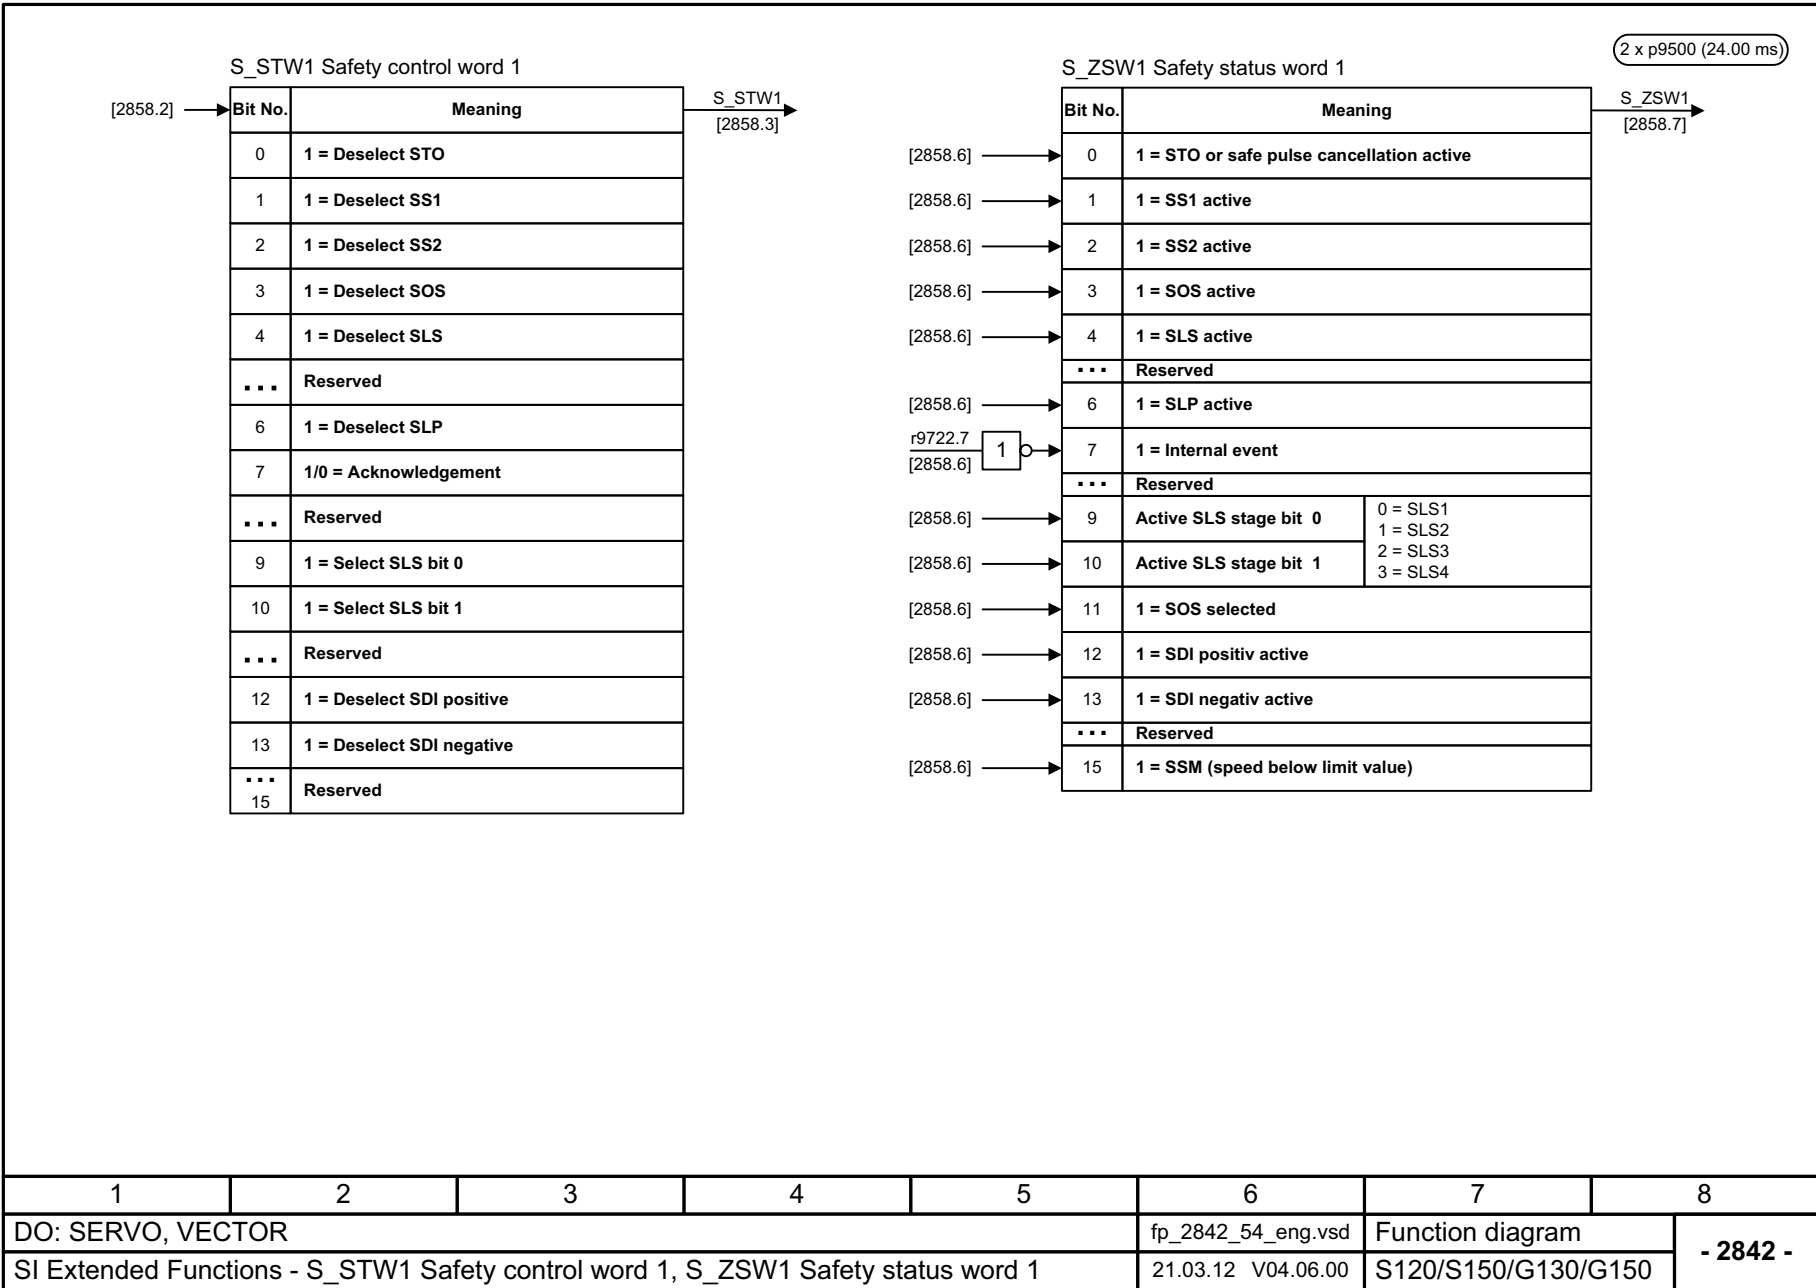 2 x p9500 (24.00 ms)
S_STW1 Safety control word 1
[2858.2] Bit No. Meaning S_STW1
[2858.3]
0 1 = Deselect STO
1 1 = Deselect SS1
2 1 = Deselect SS2
3 1 = Deselect SOS
4 1 = Deselect SLS
... Reserved
6 1 = Deselect SLP
7 1/0 = Acknowledgement
... Reserved
9 1 = Select SLS bit 0
10 1 = Select SLS bit 1
... Reserved
12 1 = Deselect SDI positive
13 1 = Deselect SDI negative
...
15 Reserved
S_ZSW1 Safety status word 1
Bit No. Meaning S_ZSW1
[2858.7]
[2858.6] 0 1 = STO or safe pulse cancellation active
[2858.6] 1 1 = SS1 active
[2858.6] 2 1 = SS2 active
[2858.6] 3 1 = SOS active
[2858.6] 4 1 = SLS active
... Reserved
[2858.6] 6 1 = SLP active
r9722.7
[2858.6] 1 7 1 = Internal event
... Reserved
[2858.6] 9 Active SLS stage bit 0
[2858.6] 10 Active SLS stage bit 1
0 = SLS1
1 = SLS2
2 = SLS3
3 = SLS4
[2858.6] 11 1 = SOS selected
[2858.6] 12 1 = SDI positiv active
[2858.6] 13 1 = SDI negativ active
... Reserved
[2858.6] 15 1 = SSM (speed below limit value)
1 2 3 4 5 6 7 8
DO: SERVO, VECTOR fp_2842_54_eng.vsd Function diagram - 2842 -
SI Extended Functions - S_STW1 Safety control word 1, S_ZSW1 Safety status word 1 21.03.12 V04.06.00 S120/S150/G130/G150